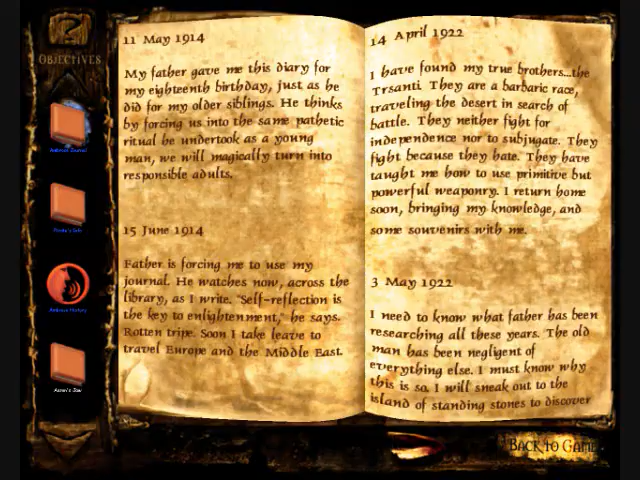 OBJECTIVES
11 May 1914
My father gave me this diary for
my eighteenth birthday, just as he
did for my older siblings. He thinks
by forcing us into the same pathetic
ritual he undertook as a young
man, we will magically turn into
responsible adults.
15 June 1914
Father is forcing me to use my
journal. He watches now, across the
library, as I write. "Self-reflection is
the key to enlightenment," he says.
Rotten tripe. Soon I take leave to
travel Europe and the Middle East.
14 April 1922
I have found my true brothers...the
Trsanti. They are a barbaric race,
traveling the desert in search of
battle. They neither fight for
independence nor to subjugate. They
fight because they hate. They have
taught me how to use primitive but
powerful weaponry. I return home
soon, bringing my knowledge, and
some souvenirs with me.
3 May 1922
I need to know what father has been
researching all these years. The old
man has been negligent of
everything else. I must know why
this is so. I will sneak out to the
island of standing stones to discover
BACK TO GAME